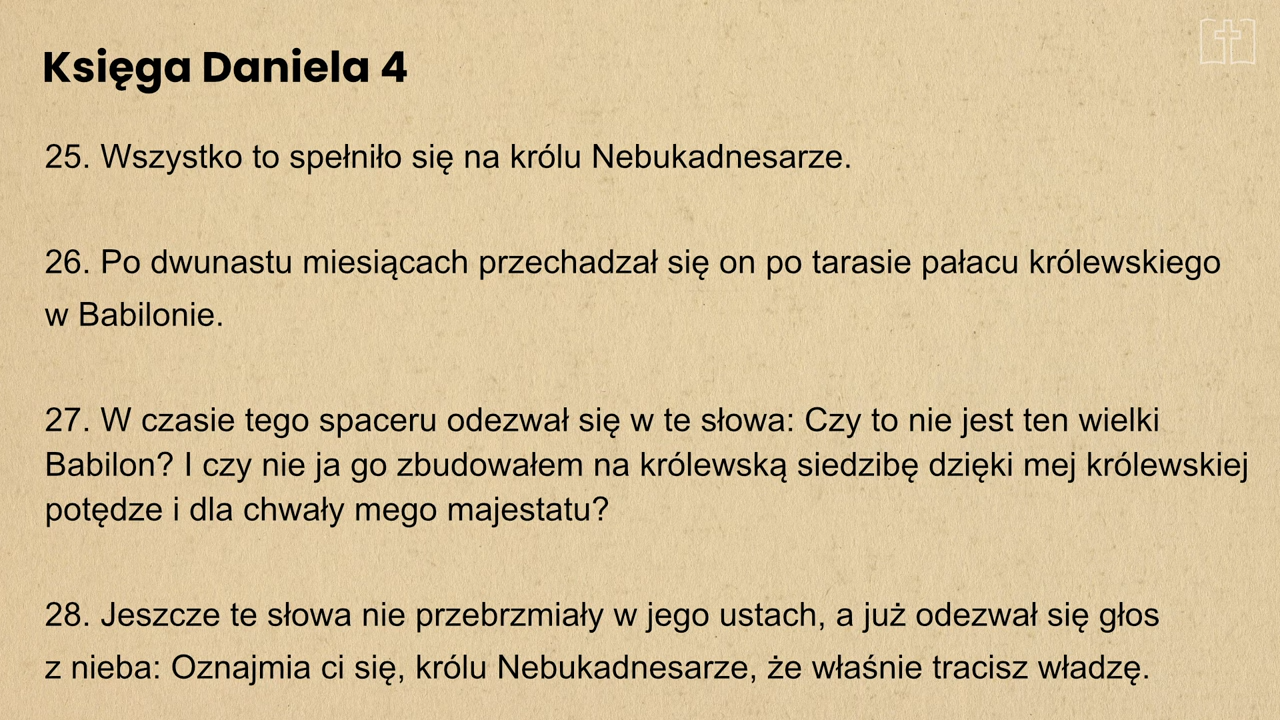 Księga Daniela 4
25. Wszystko to spełniło się na królu Nebukadnesarze.
26. Po dwunastu miesiącach przechadzał się on po tarasie pałacu królewskiego
w Babilonie.
27. W czasie tego spaceru odezwał się w te słowa: Czy to nie jest ten wielki
Babilon? I czy nie ja go zbudowałem na królewską siedzibę dzięki mej królewskiej
potędze i dla chwały mego majestatu?
28. Jeszcze te słowa nie przebrzmiały w jego ustach, a już odezwał się głos
z nieba: Oznajmia ci się, królu Nebukadnesarze, że właśnie tracisz władzę.